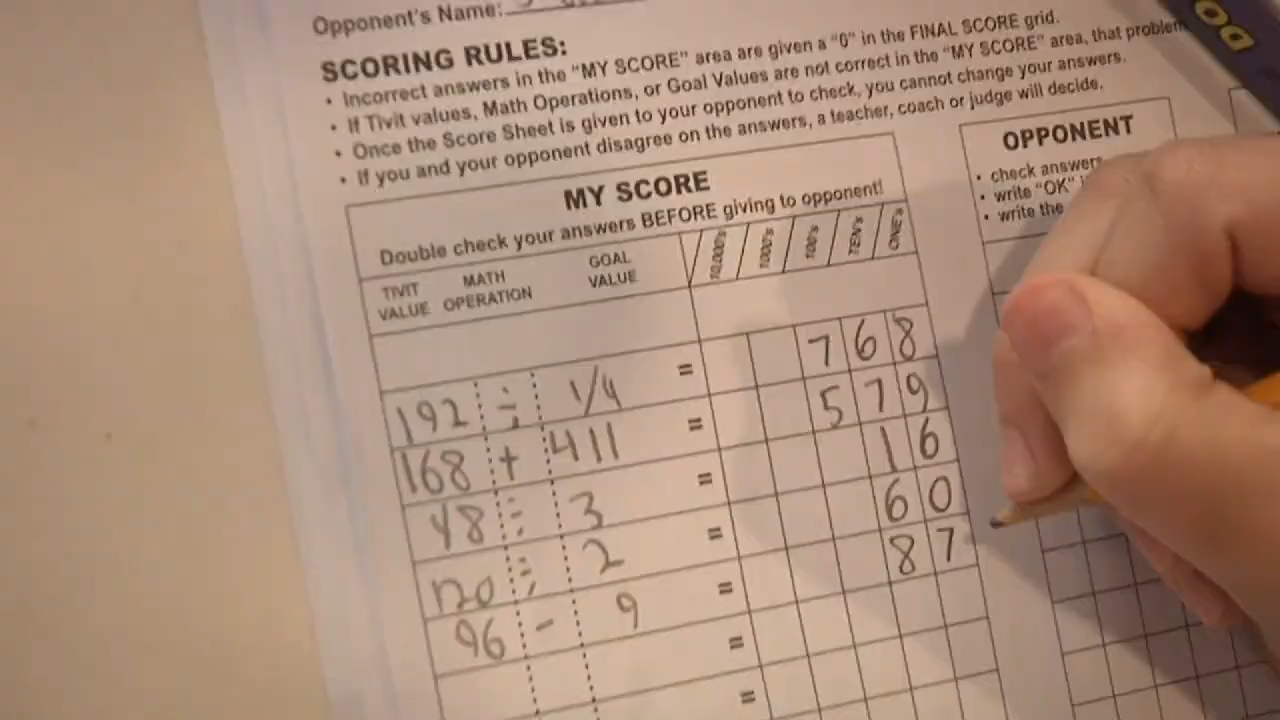 Opponent's Name:
SCORING RULES:
• Incorrect answers in the "MY SCORE" area are given a "0" in the FINAL SCORE grid.
• If Tivit values, Math Operations, or Goal Values are not correct in the "MY SCORE" area, that problem
• Once the Score Sheet is given to your opponent to check, you cannot change your answers.
• If you and your opponent disagree on the answers, a teacher, coach or judge will decide.
MY SCORE
Double check your answers BEFORE giving to opponent!
TIVIT VALUE MATH OPERATION GOAL VALUE 10,000's 1000's 100's TEN's ONE's
192 ÷ 1/4 = 768
168 + 411 = 579
48 ÷ 3 = 16
120 ÷ 2 = 60
96 - 9 = 87
=
=
OPPONENT
• check answers
• write "OK"
• write the